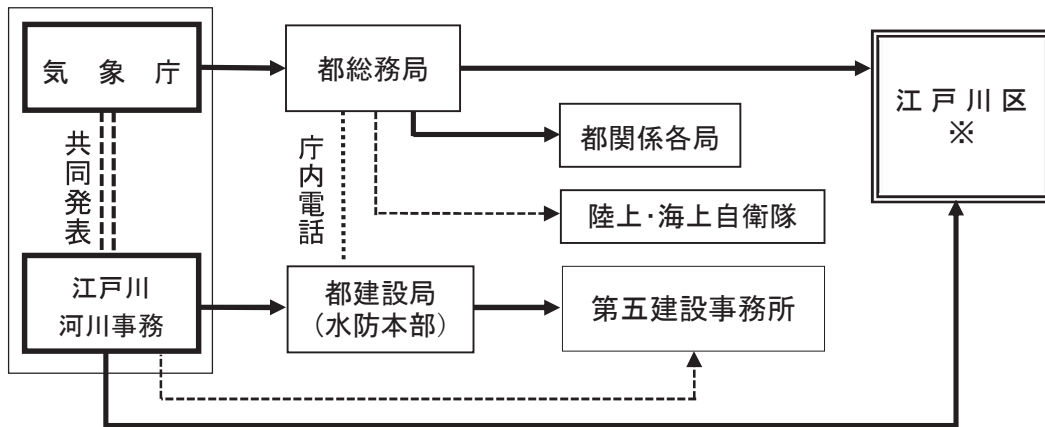 気象庁
都総務局
江戸川区
※
共同発表
庁内電話
都関係各局
陸上・海上自衛隊
江戸川
河川事務
都建設局
(水防本部)
第五建設事務所